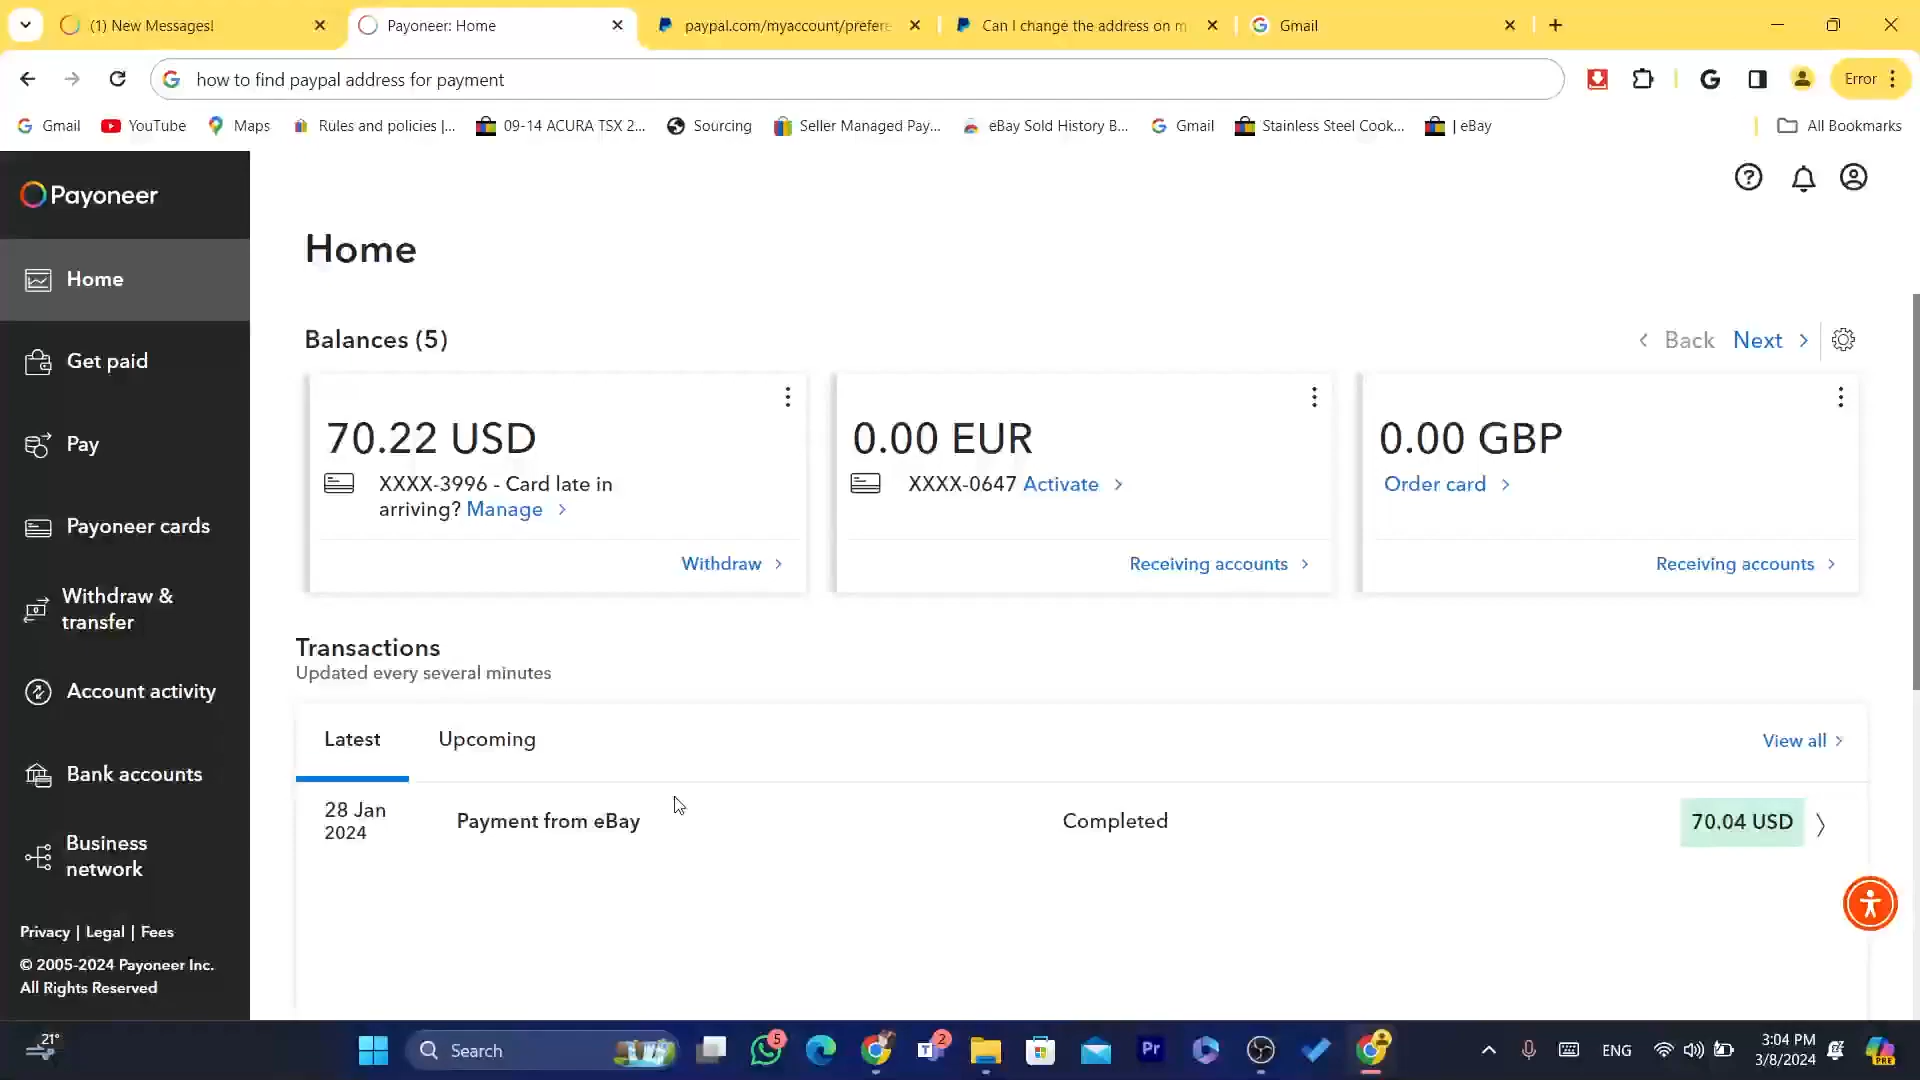 (1) New Messages!
Payoneer: Home
paypal.com/myaccount/prefere
Can I change the address on m
Gmail
how to find paypal address for payment
Error
Gmail
YouTube
Maps
Rules and policies |...
09-14 ACURA TSX 2...
Sourcing
Seller Managed Pay...
eBay Sold History B...
Gmail
Stainless Steel Cook...
| eBay
All Bookmarks
Payoneer
Home
Get paid
Pay
Payoneer cards
Withdraw &
transfer
Account activity
Bank accounts
Business
network
Privacy | Legal | Fees
© 2005-2024 Payoneer Inc.
All Rights Reserved
Home
Balances (5)
Back
Next
70.22 USD
XXXX-3996 - Card late in
arriving? Manage
Withdraw
0.00 EUR
XXXX-0647 Activate
Receiving accounts
0.00 GBP
Order card
Receiving accounts
Transactions
Updated every several minutes
Latest
Upcoming
View all
28 Jan
2024
Payment from eBay
Completed
70.04 USD
21°
Search
5
2
Pr
ENG
3:04 PM
3/8/2024
PRE